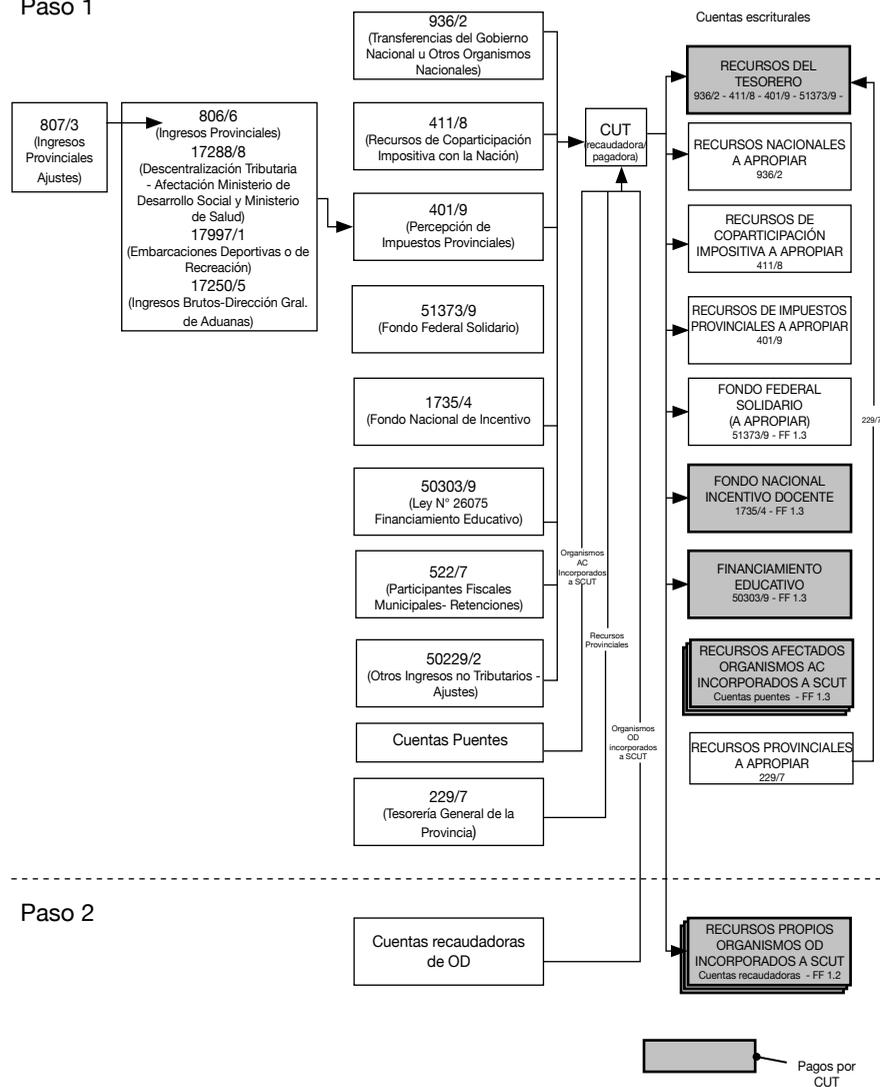 Paso 1
807/3
(Ingresos
Provinciales
Ajustes)
806/6
(Ingresos Provinciales)
17288/8
(Descentralización Tributaria
- Afectación Ministerio de
Desarrollo Social y Ministerio
de Salud)
17997/1
(Embarcaciones Deportivas o de
Recreación)
17250/5
(Ingresos Brutos-Dirección Gral.
de Aduanas)
936/2
(Transferencias del Gobierno
Nacional u Otros Organismos
Nacionales)
411/8
(Recursos de Coparticipación
Impositiva con la Nación)
401/9
(Percepción de
Impuestos Provinciales)
51373/9
(Fondo Federal Solidario)
1735/4
(Fondo Nacional de Incentivo
50303/9
(Ley N° 26075
Financiamiento Educativo)
522/7
(Participantes Fiscales
Municipales- Retenciones)
50229/2
(Otros Ingresos no Tributarios -
Ajustes)
Cuentas Puentes
229/7
(Tesorería General de la
Provincia)
CUT
(recaudadora/
pagadora)
Organismos
AC
Incorporados
a SCUT
Recursos
Provinciales
Organismos
OD
incorporados
a SCUT
Cuentas escriturales
RECURSOS DEL
TESORERO
936/2 - 411/8 - 401/9 - 51373/9 -
RECURSOS NACIONALES
A APROPIAR
936/2
RECURSOS DE
COPARTICIPACIÓN
IMPOSITIVA A APROPIAR
411/8
RECURSOS DE IMPUESTOS
PROVINCIALES A APROPIAR
401/9
FONDO FEDERAL
SOLIDARIO
(A APROPIAR)
51373/9 - FF 1.3
229/7
FONDO NACIONAL
INCENTIVO DOCENTE
1735/4 - FF 1.3
FINANCIAMIENTO
EDUCATIVO
50303/9 - FF 1.3
RECURSOS AFECTADOS
ORGANISMOS AC
INCORPORADOS A SCUT
Cuentas puentes - FF 1.3
RECURSOS PROVINCIALES
A APROPIAR
229/7
Paso 2
Cuentas recaudadoras
de OD
RECURSOS PROPIOS
ORGANISMOS OD
INCORPORADOS A SCUT
Cuentas recaudadoras - FF 1.2
Pagos por
CUT